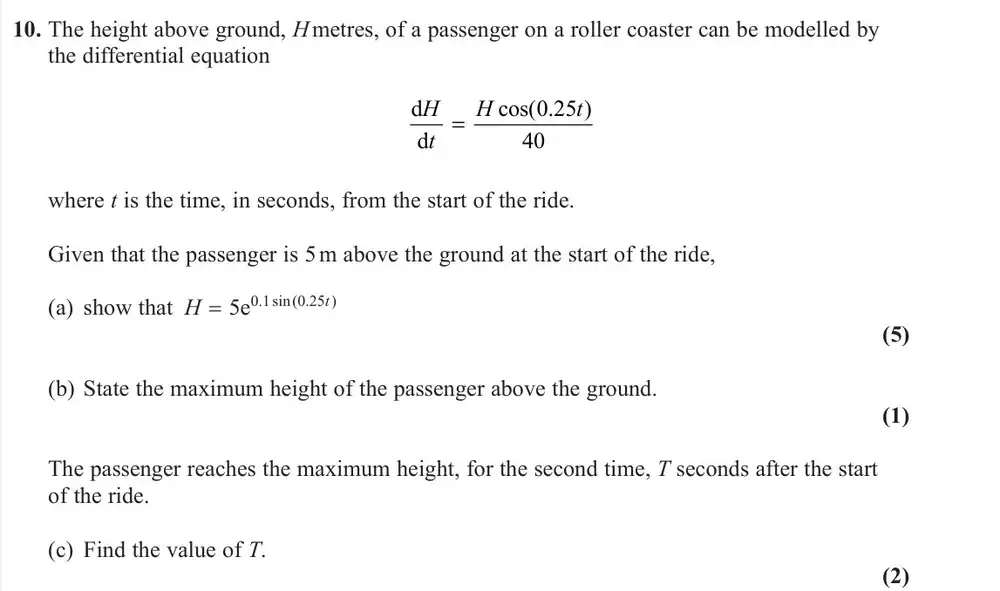 10. The height above ground, H metres, of a passenger on a roller coaster can be modelled by
the differential equation
dH/dt = H cos(0.25t)/40
where t is the time, in seconds, from the start of the ride.
Given that the passenger is 5 m above the ground at the start of the ride,
(a) show that H = 5e^{0.1 sin(0.25t)}
(5)
(b) State the maximum height of the passenger above the ground.
(1)
The passenger reaches the maximum height, for the second time, T seconds after the start
of the ride.
(c) Find the value of T.
(2)